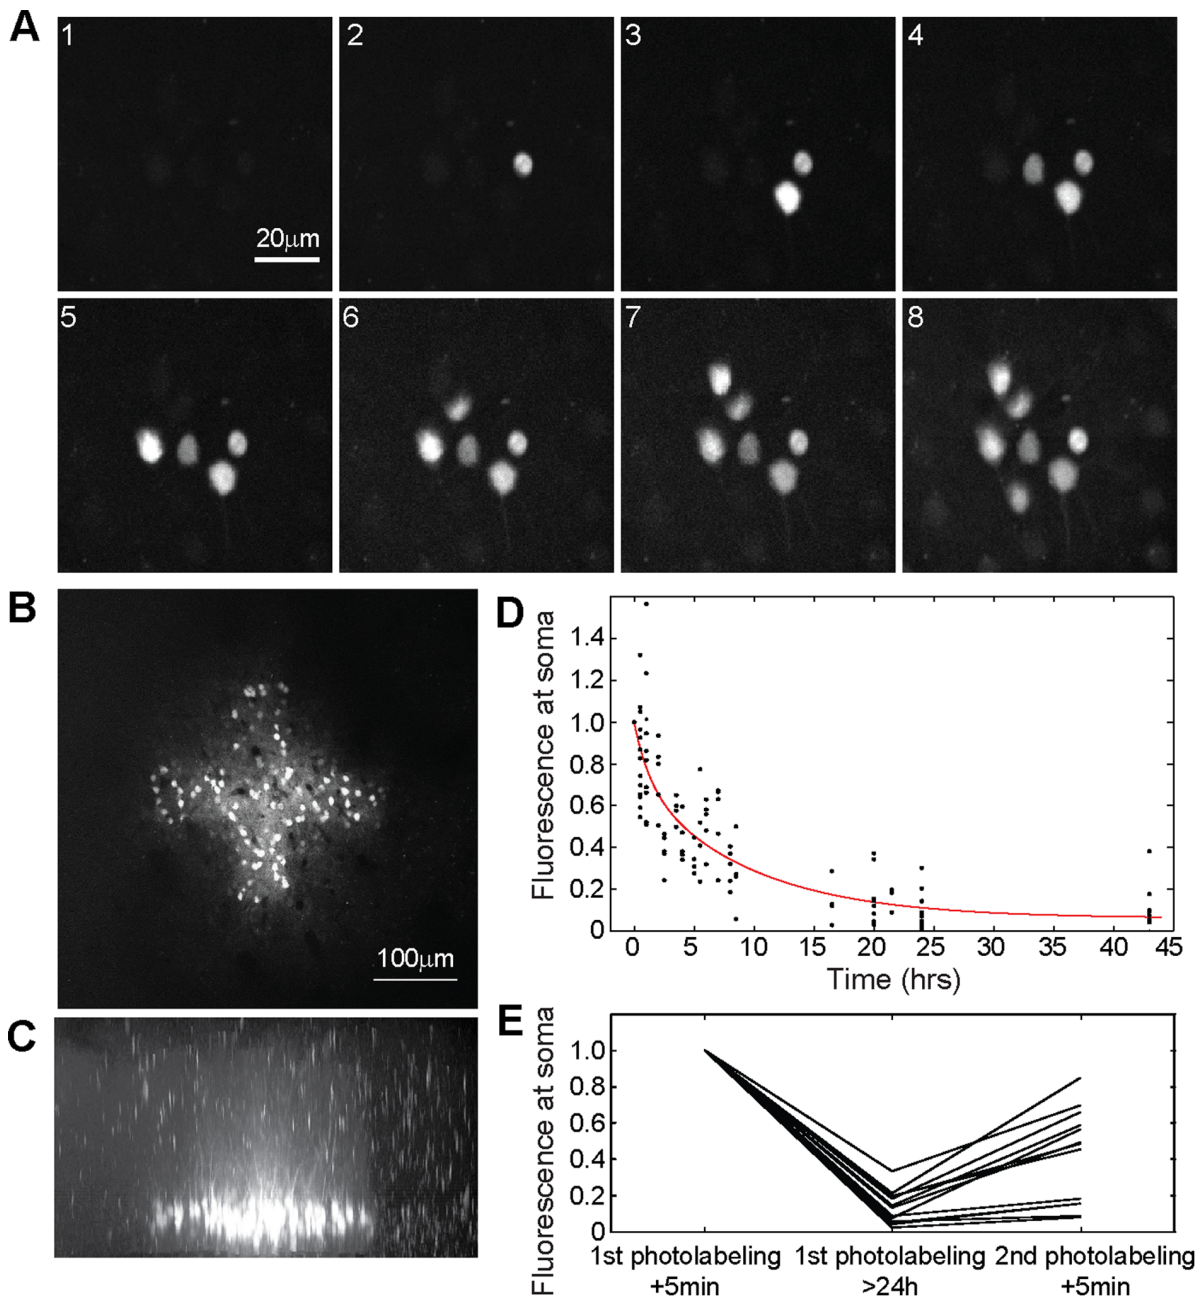 A
1
2
3
4
20μm
5
6
7
8
B
100μm
C
D
Fluorescence at soma
1.4
1.2
1.0
0.8
0.6
0.4
0.2
0
0 5 10 15 20 25 30 35 40 45
Time (hrs)
E
Fluorescence at soma
1.0
0.8
0.6
0.4
0.2
0
1st photolabeling 1st photolabeling 2nd photolabeling
+5min >24h +5min